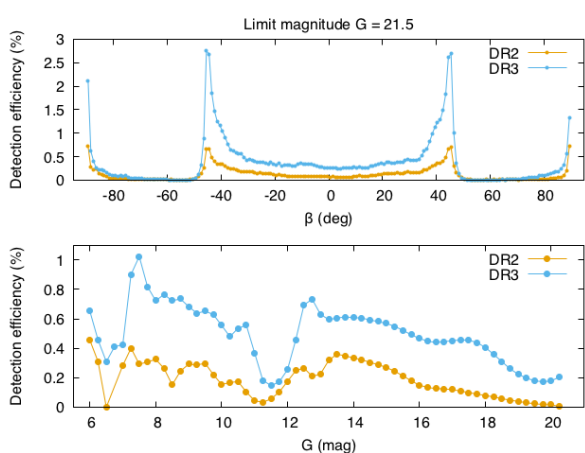 Limit magnitude G = 21.5
Detection efficiency (%)
3
2.5
2
1.5
1
0.5
0
DR2
DR3
-80 -60 -40 -20 0 20 40 60 80
β (deg)
Detection efficiency (%)
1
0.8
0.6
0.4
0.2
0
DR2
DR3
6 8 10 12 14 16 18 20
G (mag)